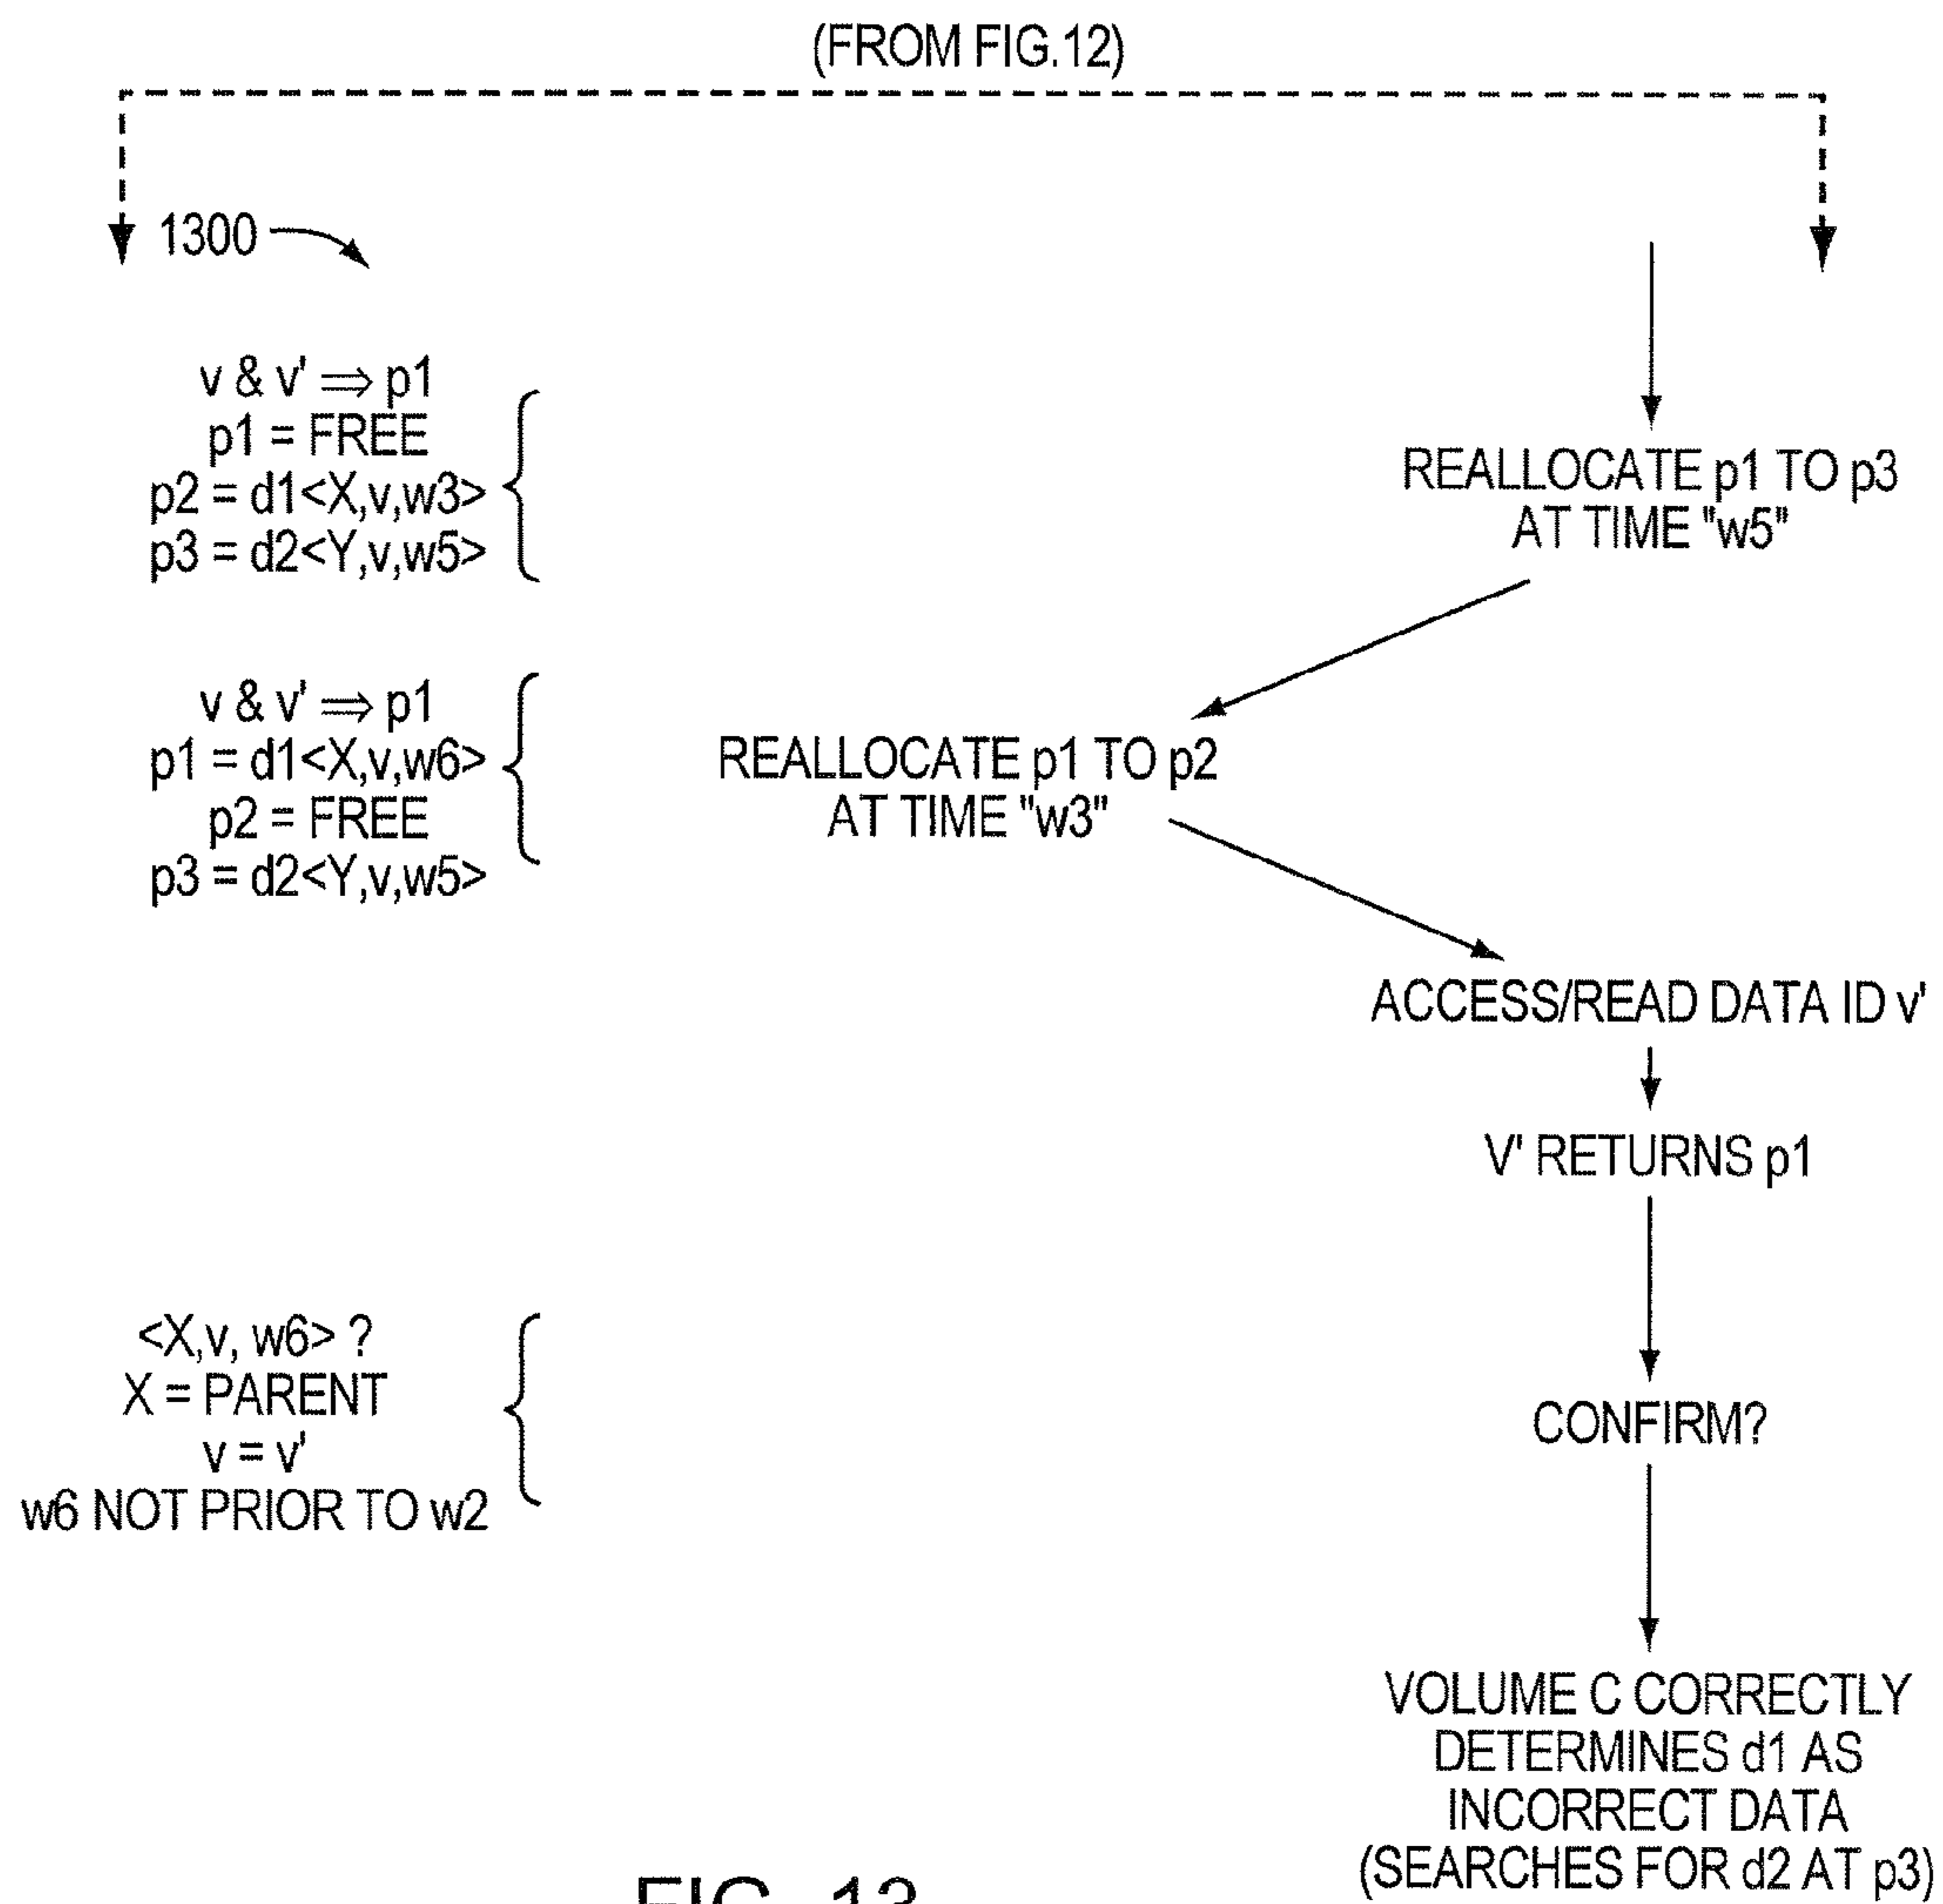 (FROM FIG.12)
1300
v & v' ⇒ p1
p1 = FREE
p2 = d1<X,v,w3>
p3 = d2<Y,v,w5>
REALLOCATE p1 TO p3
AT TIME "w5"
v & v' ⇒ p1
p1 = d1<X,v,w6>
p2 = FREE
p3 = d2<Y,v,w5>
REALLOCATE p1 TO p2
AT TIME "w3"
ACCESS/READ DATA ID v'
V' RETURNS p1
<X,v, w6> ?
X = PARENT
v = v'
w6 NOT PRIOR TO w2
CONFIRM?
VOLUME C CORRECTLY
DETERMINES d1 AS
INCORRECT DATA
(SEARCHES FOR d2 AT p3)
FIG. 13